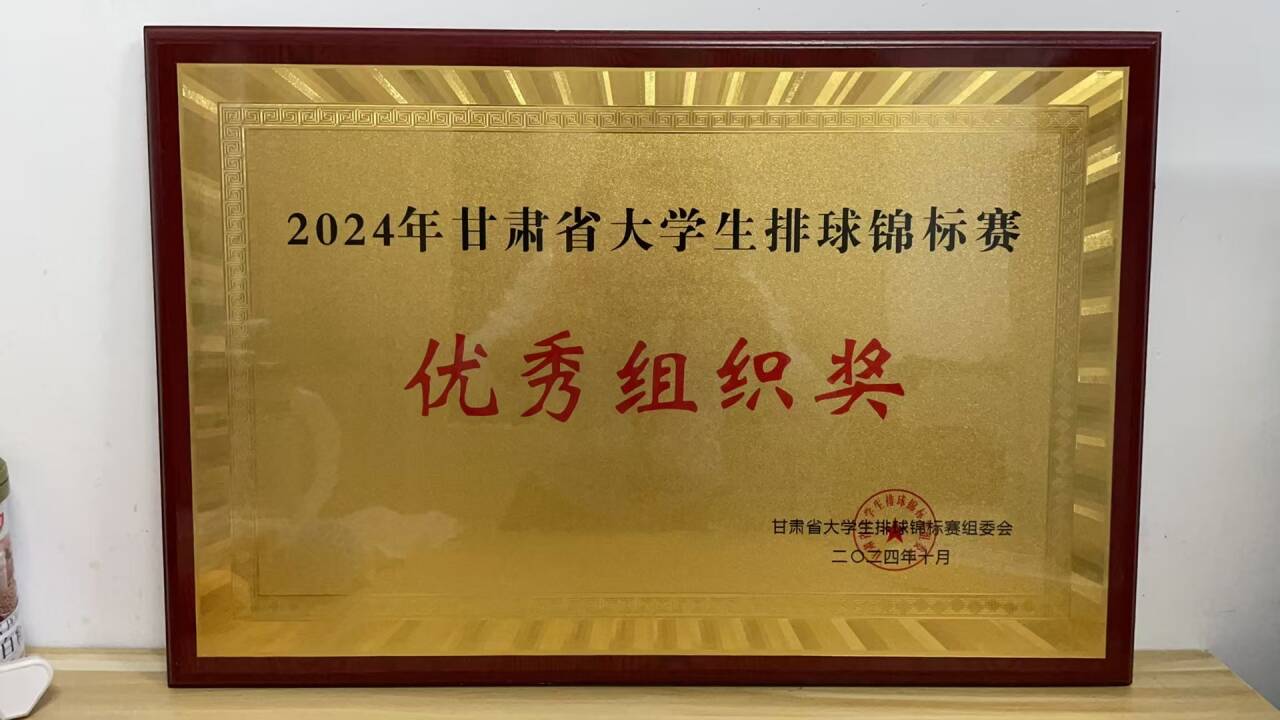 2024年甘肃省大学生排球锦标赛
优秀组织奖
甘肃省大学生排球锦标赛组委会
二〇二四年十月